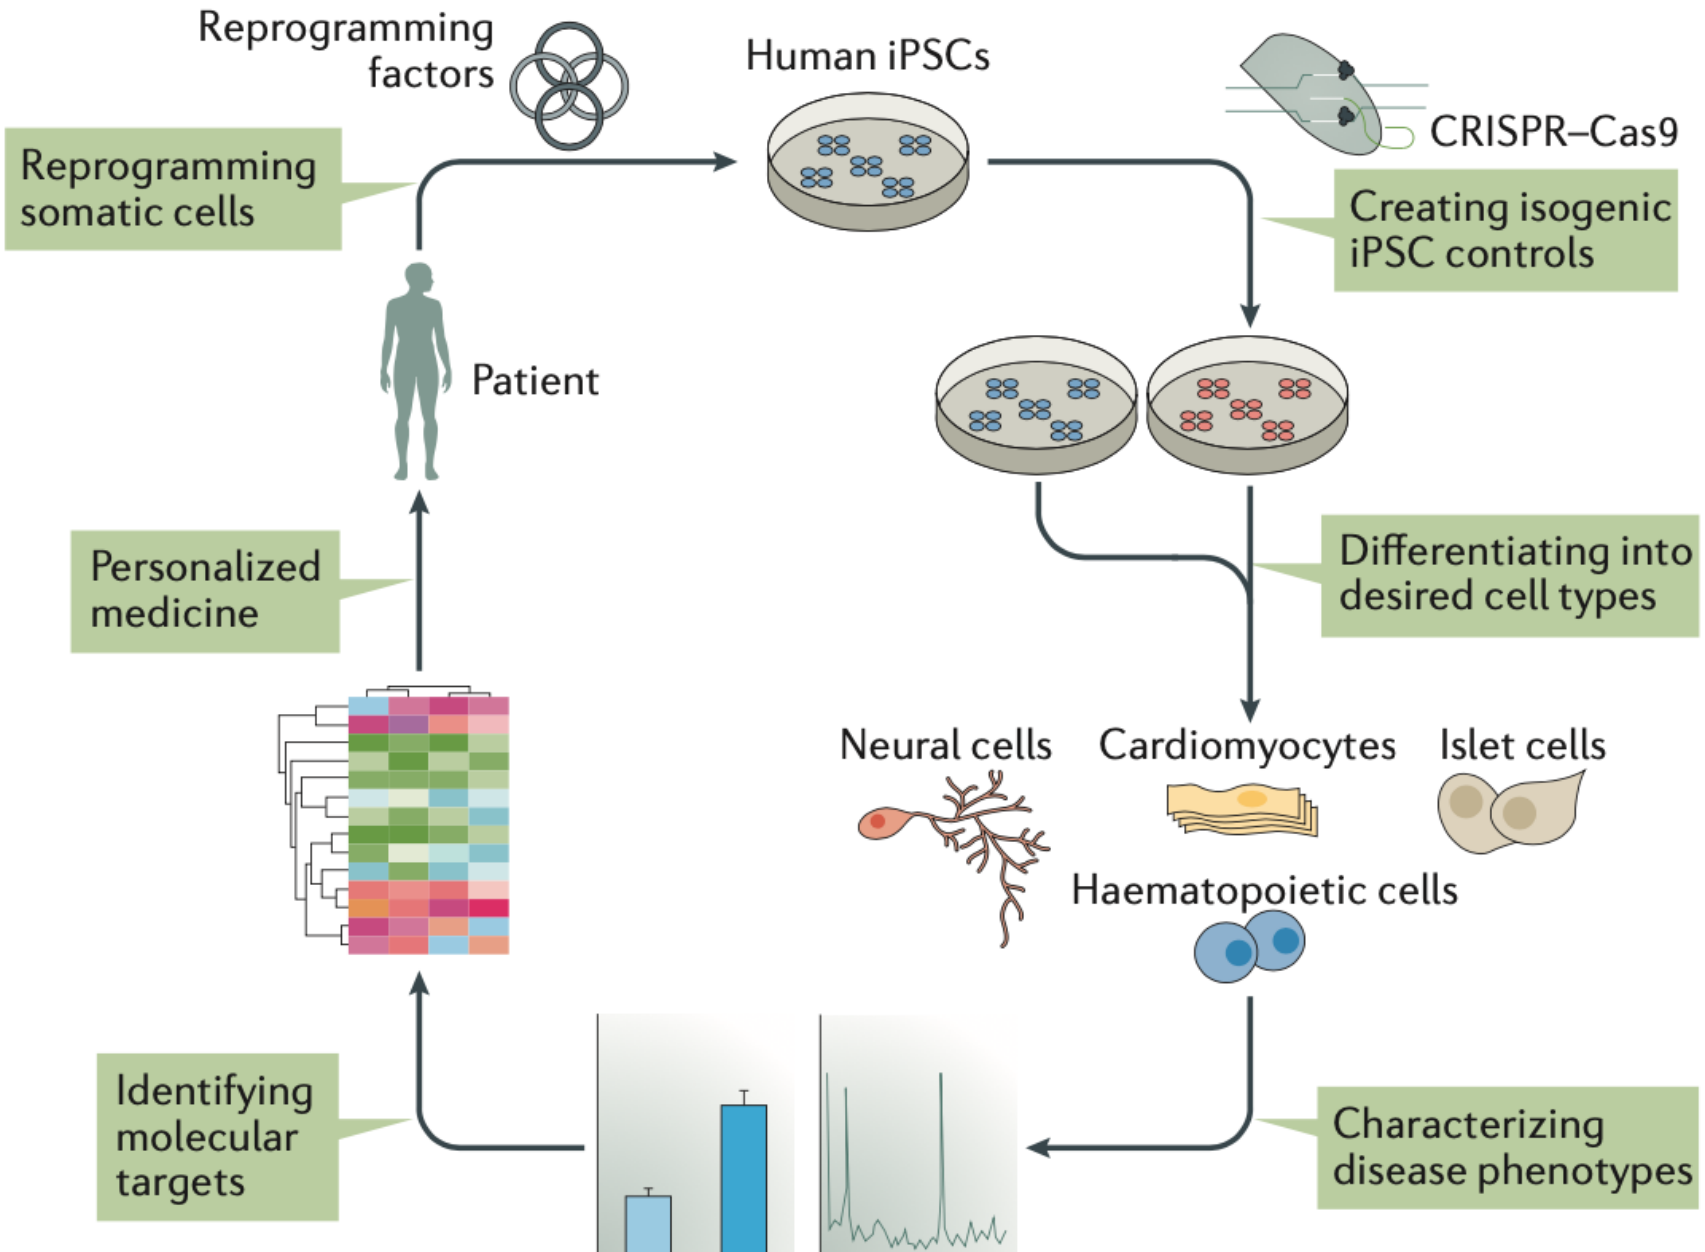 Reprogramming
factors
Human iPSCs
CRISPR–Cas9
Reprogramming
somatic cells
Creating isogenic
iPSC controls
Patient
Differentiating into
desired cell types
Personalized
medicine
Neural cells
Cardiomyocytes
Islet cells
Haematopoietic cells
Identifying
molecular
targets
Characterizing
disease phenotypes